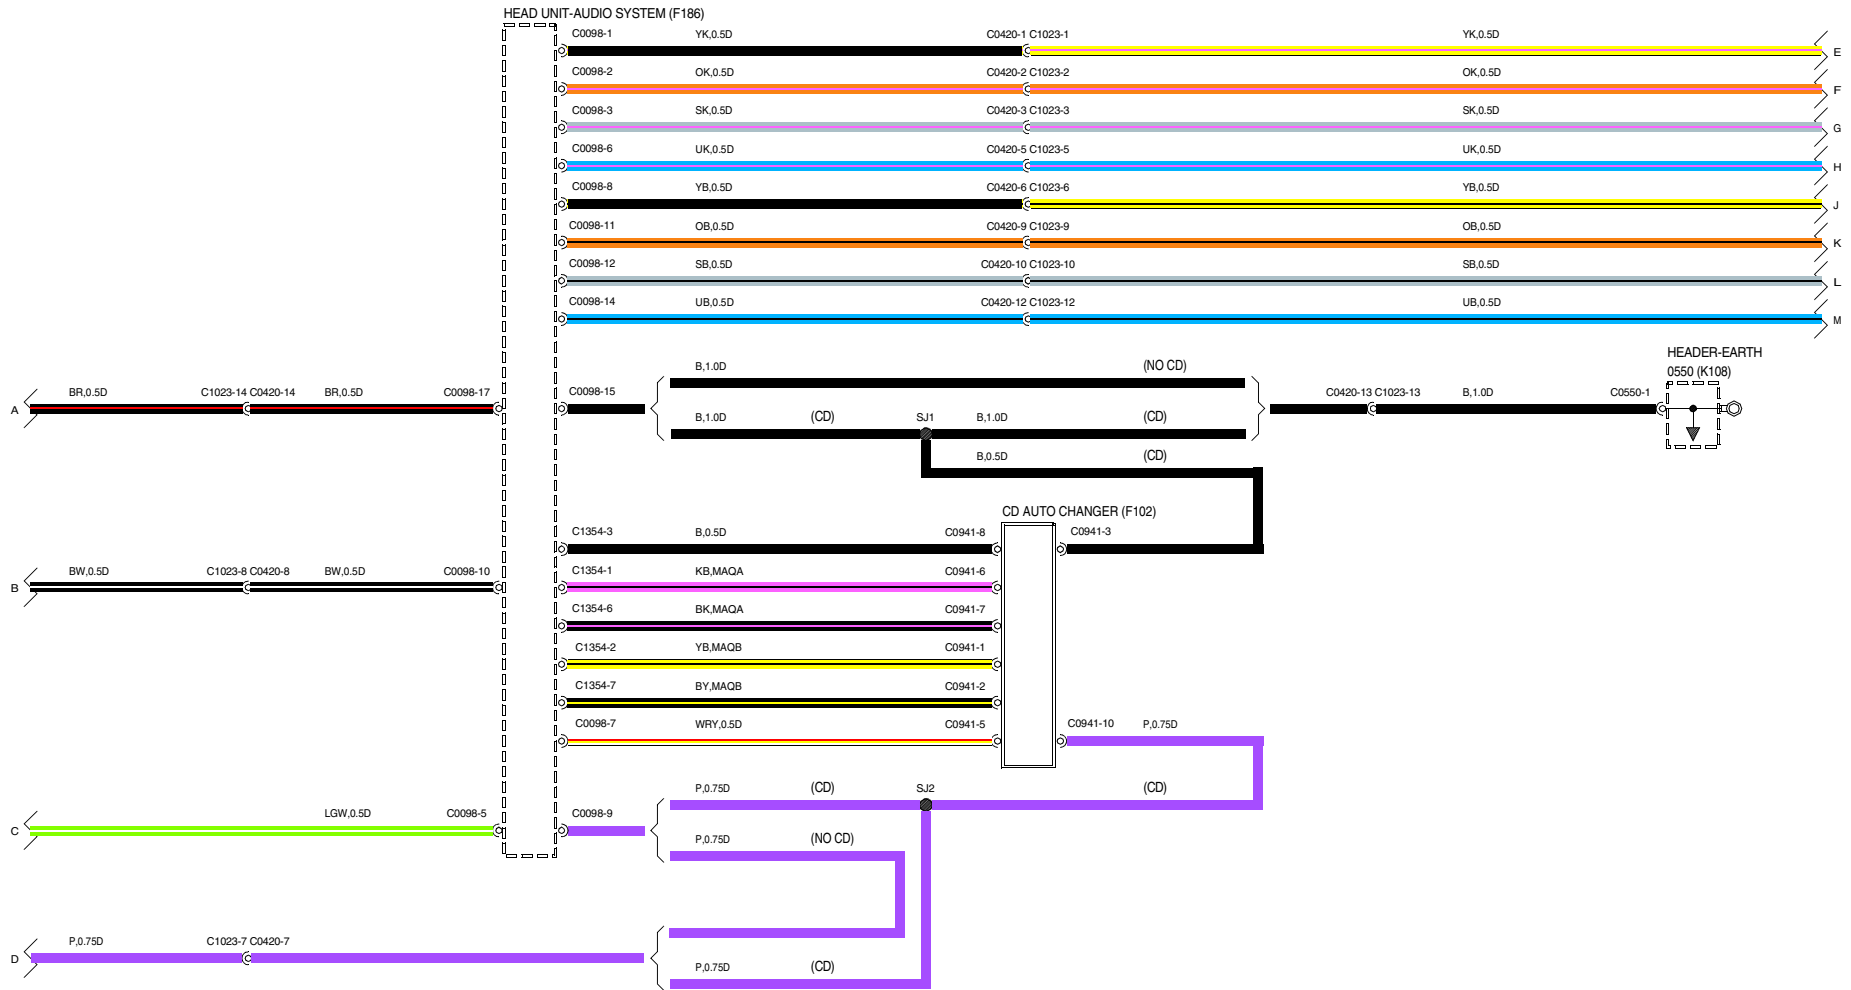 HEAD UNIT-AUDIO SYSTEM (F186)
C0098-1 YK,0.5D C0420-1 C1023-1 YK,0.5D
E
C0098-2 OK,0.5D C0420-2 C1023-2 OK,0.5D
F
C0098-3 SK,0.5D C0420-3 C1023-3 SK,0.5D
G
C0098-6 UK,0.5D C0420-5 C1023-5 UK,0.5D
H
C0098-8 YB,0.5D C0420-6 C1023-6 YB,0.5D
J
C0098-11 OB,0.5D C0420-9 C1023-9 OB,0.5D
K
C0098-12 SB,0.5D C0420-10 C1023-10 SB,0.5D
L
C0098-14 UB,0.5D C0420-12 C1023-12 UB,0.5D
M
HEADER-EARTH
0550 (K108)
B,1.0D (NO CD)
A
BR,0.5D C1023-14 C0420-14 BR,0.5D C0098-17 C0098-15 C0420-13 C1023-13 B,1.0D C0550-1
B,1.0D (CD) SJ1 B,1.0D (CD)
B,0.5D (CD)
CD AUTO CHANGER (F102)
C1354-3 B,0.5D C0941-8 C0941-3
B
BW,0.5D C1023-8 C0420-8 BW,0.5D C0098-10 C1354-1 KB,MAQA C0941-6
C1354-6 BK,MAQA C0941-7
C1354-2 YB,MAQB C0941-1
C1354-7 BY,MAQB C0941-2
C0098-7 WRY,0.5D C0941-5 C0941-10 P,0.75D
P,0.75D (CD) SJ2 (CD)
C
LGW,0.5D C0098-5 C0098-9
P,0.75D (NO CD)
D
P,0.75D C1023-7 C0420-7
P,0.75D (CD)